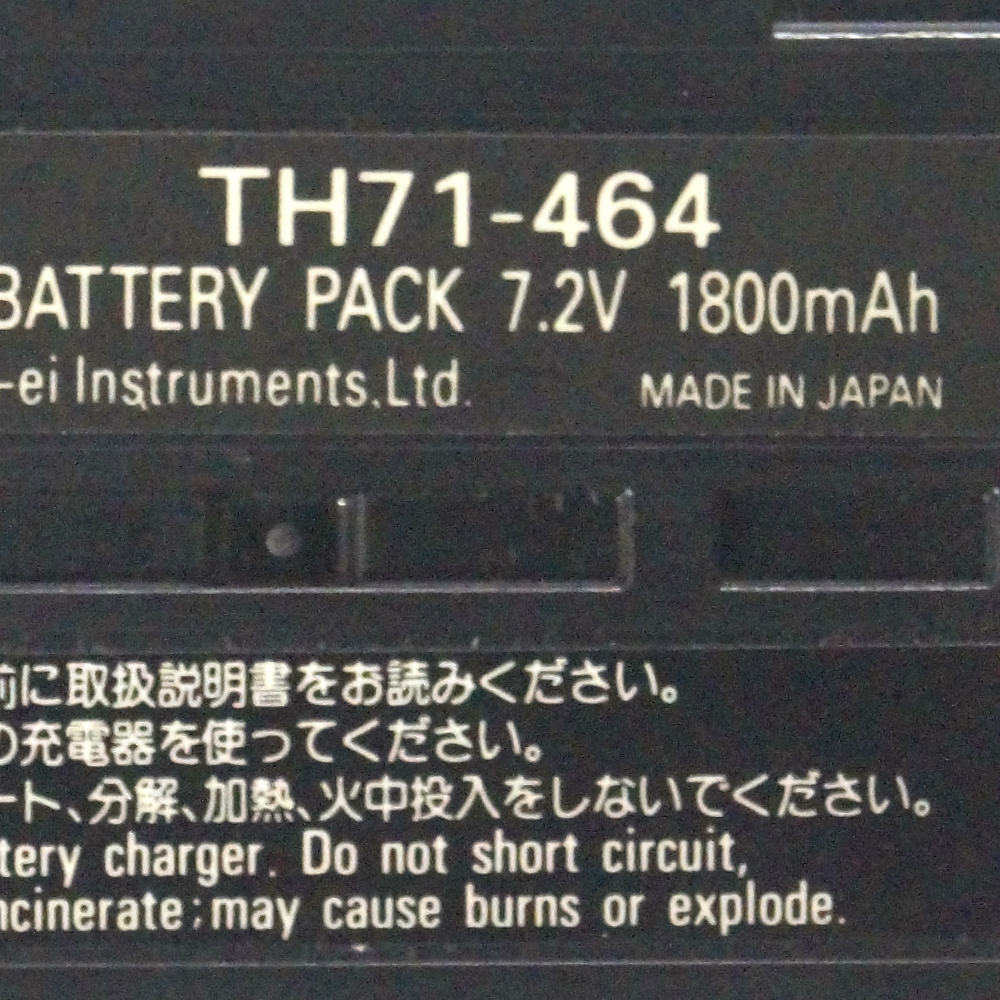 TH71-464
BATTERY PACK 7.2V 1800mAh
-ei Instruments.Ltd. MADE IN JAPAN
前に取扱説明書をお読みください。
の充電器を使ってください。
ート、分解、加熱、火中投入をしないでください。
tery charger. Do not short circuit,
ncinerate;may cause burns or explode.